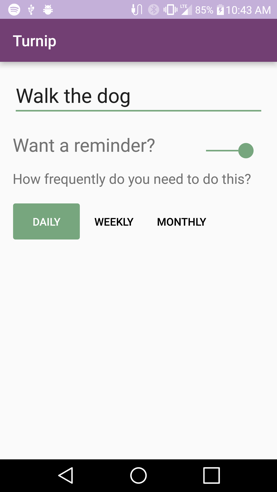 85% 10:43 AM
Turnip
Walk the dog
Want a reminder?
How frequently do you need to do this?
DAILY WEEKLY MONTHLY